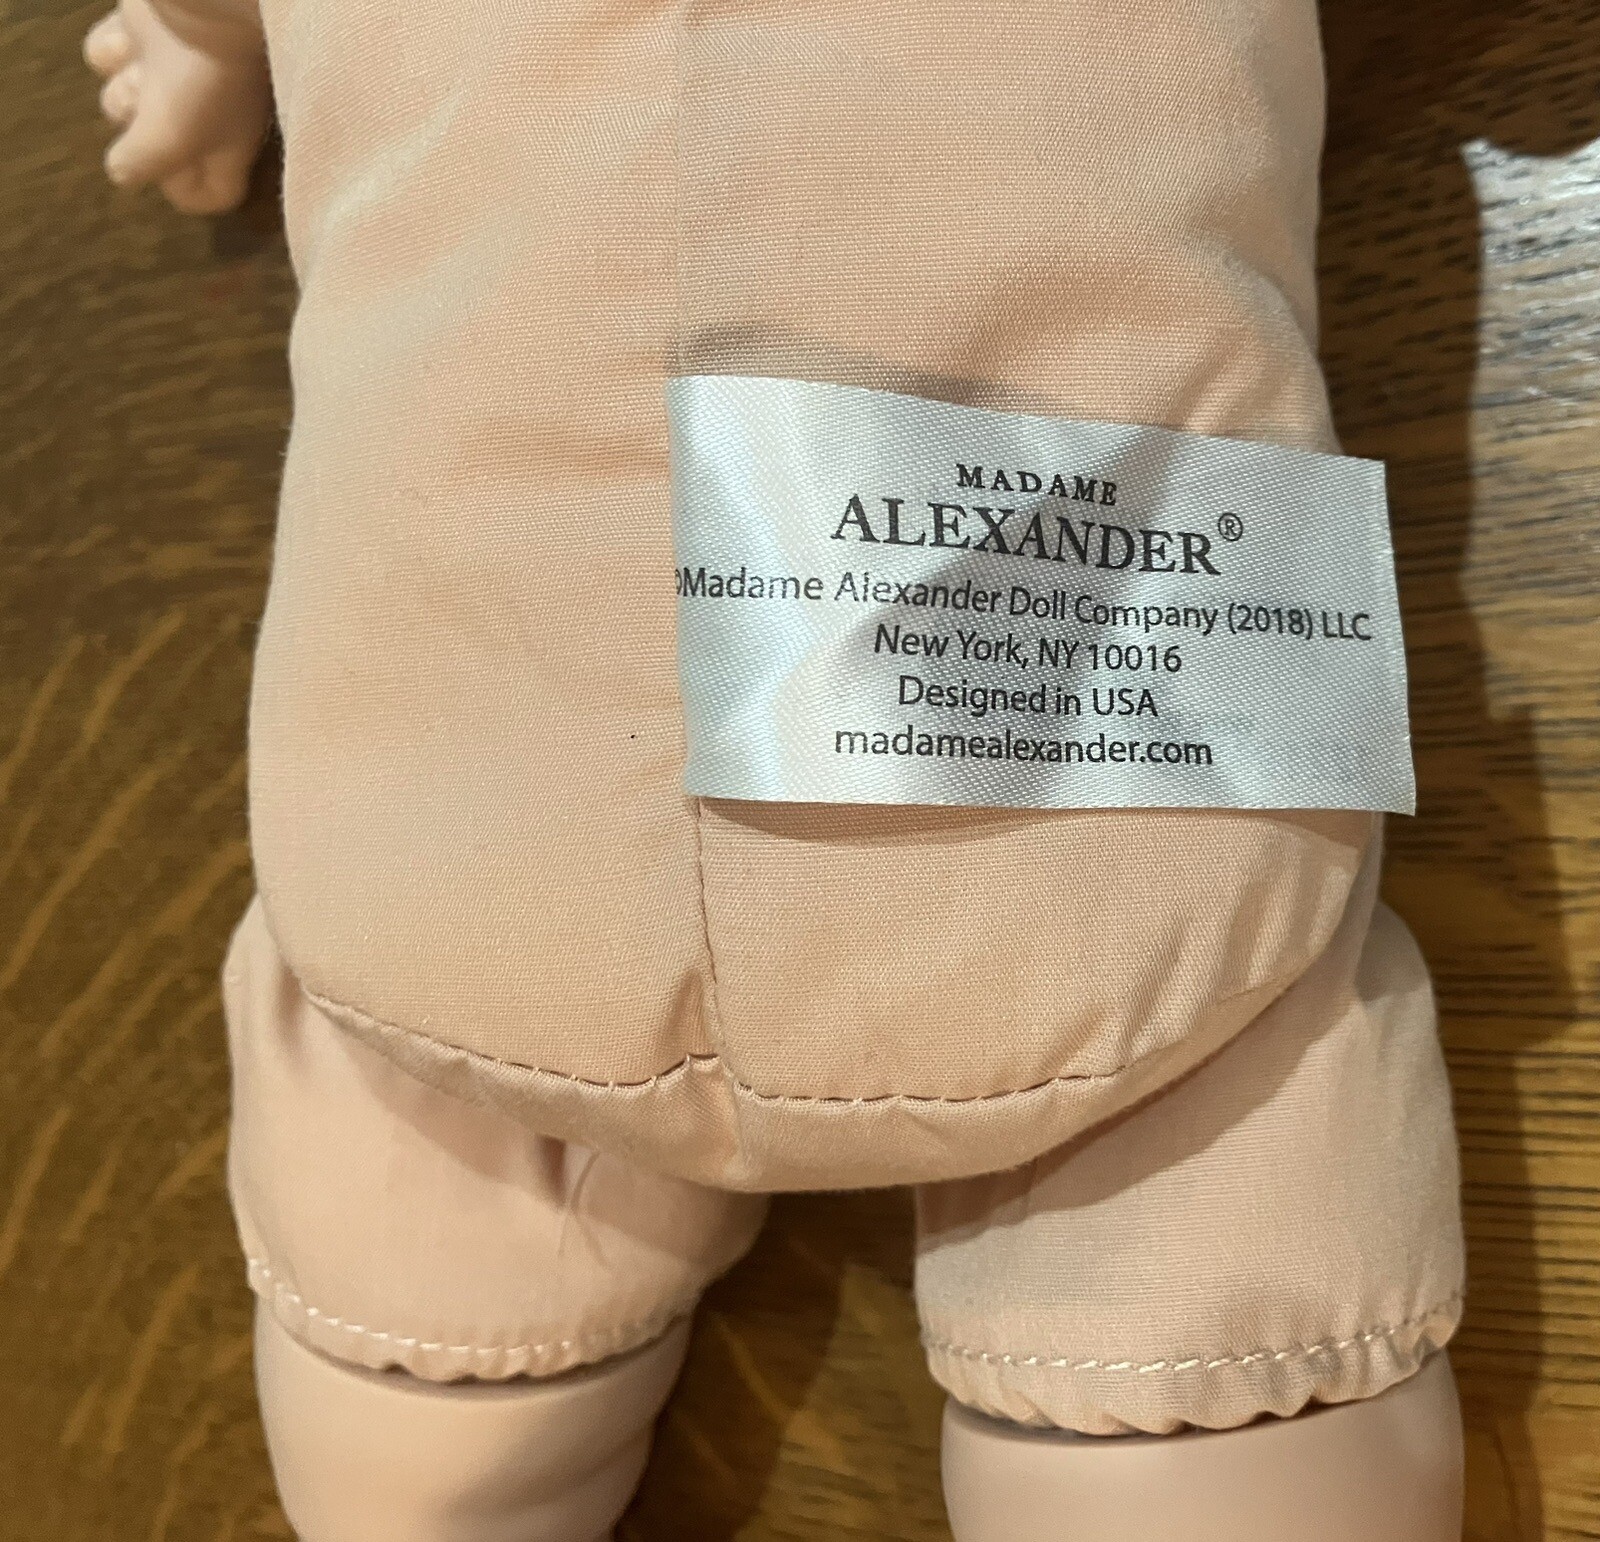 MADAME
ALEXANDER®
©Madame Alexander Doll Company (2018) LLC
New York, NY 10016
Designed in USA
madamealexander.com